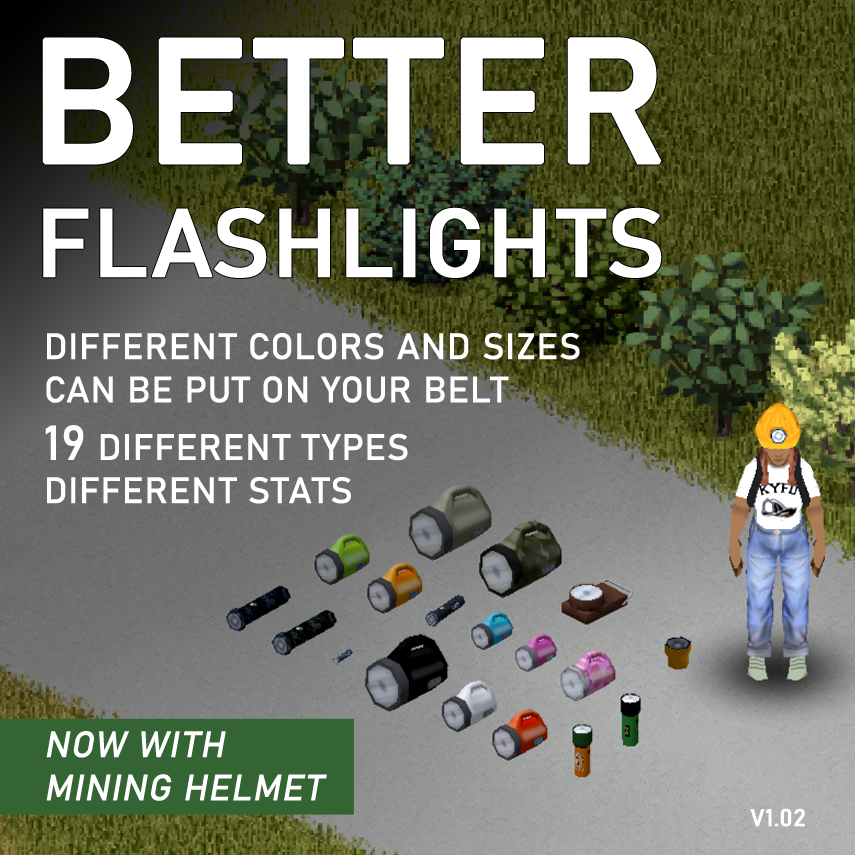 BETTER
FLASHLIGHTS
DIFFERENT COLORS AND SIZES
CAN BE PUT ON YOUR BELT
19 DIFFERENT TYPES
DIFFERENT STATS
KYFU
NOW WITH
MINING HELMET
V1.02